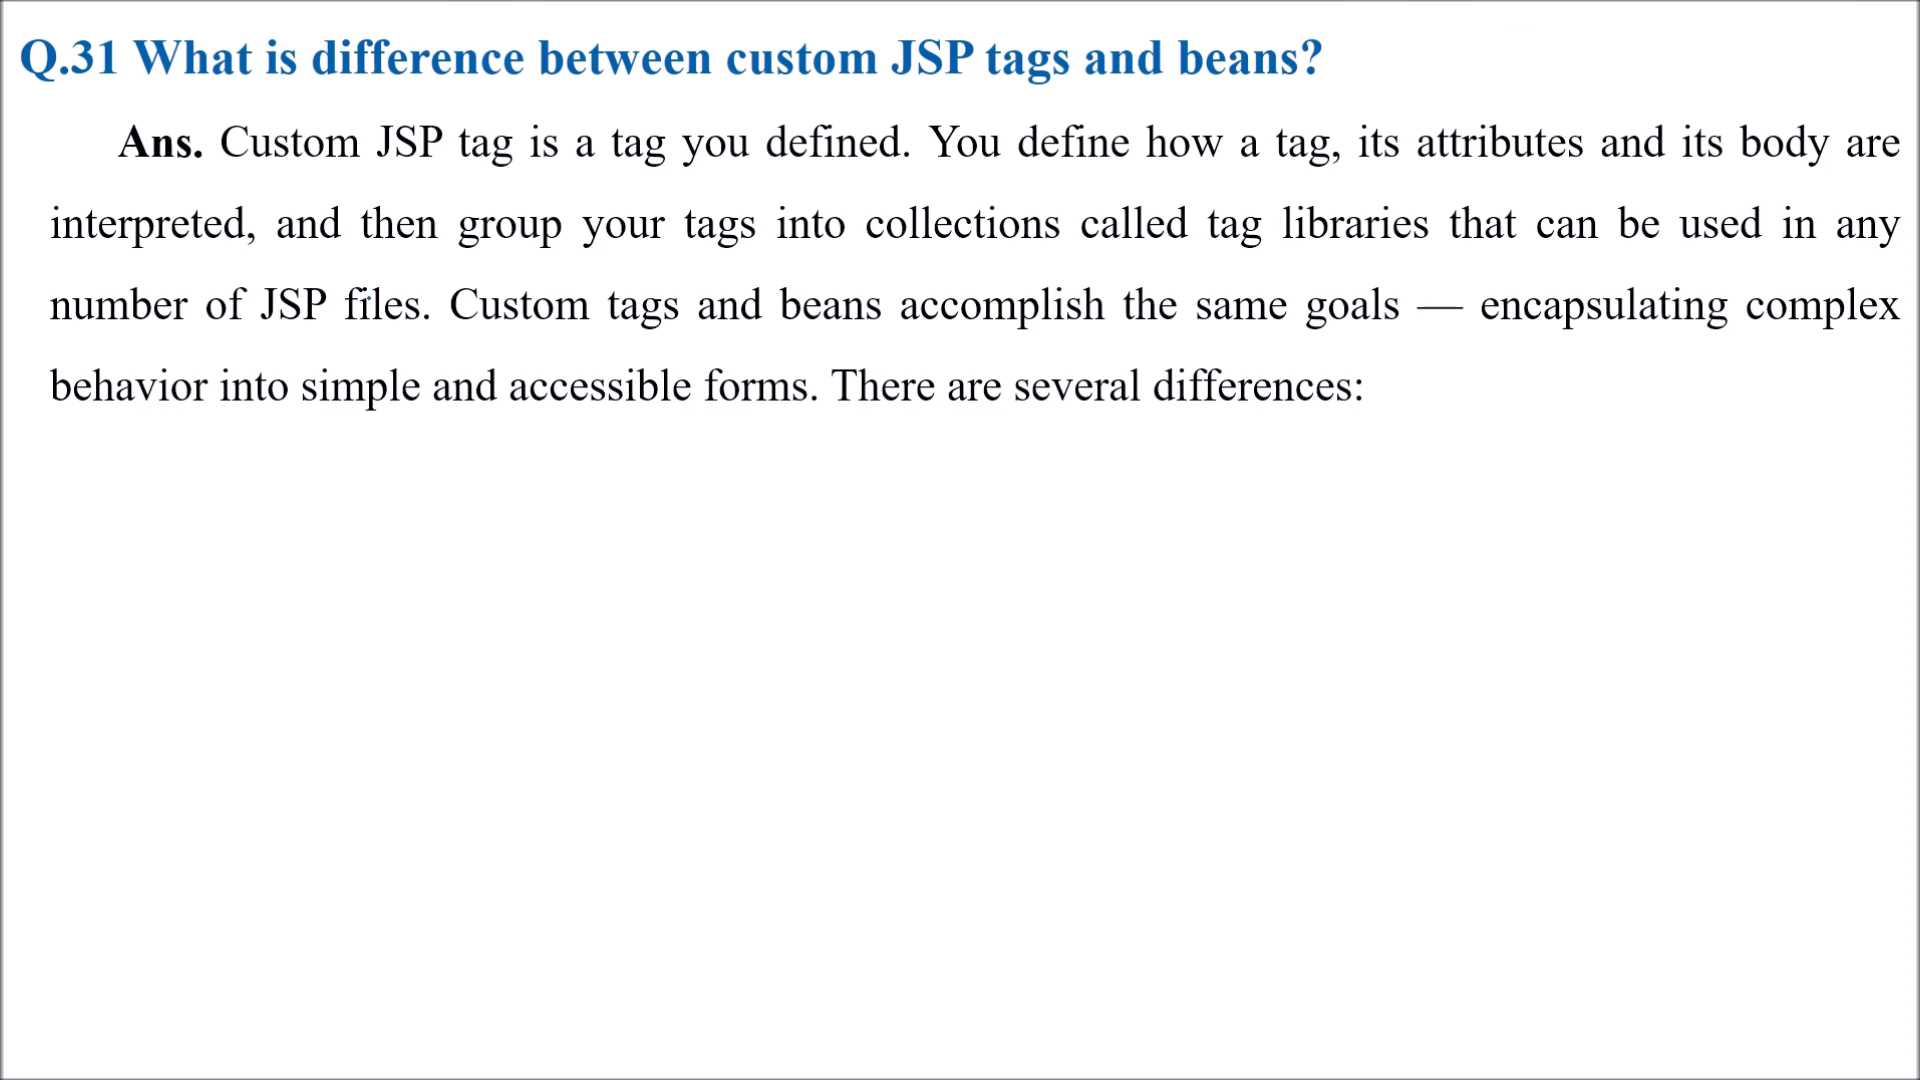 Q.31 What is difference between custom JSP tags and beans?
Ans. Custom JSP tag is a tag you defined. You define how a tag, its attributes and its body are
interpreted, and then group your tags into collections called tag libraries that can be used in any
number of JSP files. Custom tags and beans accomplish the same goals — encapsulating complex
behavior into simple and accessible forms. There are several differences: